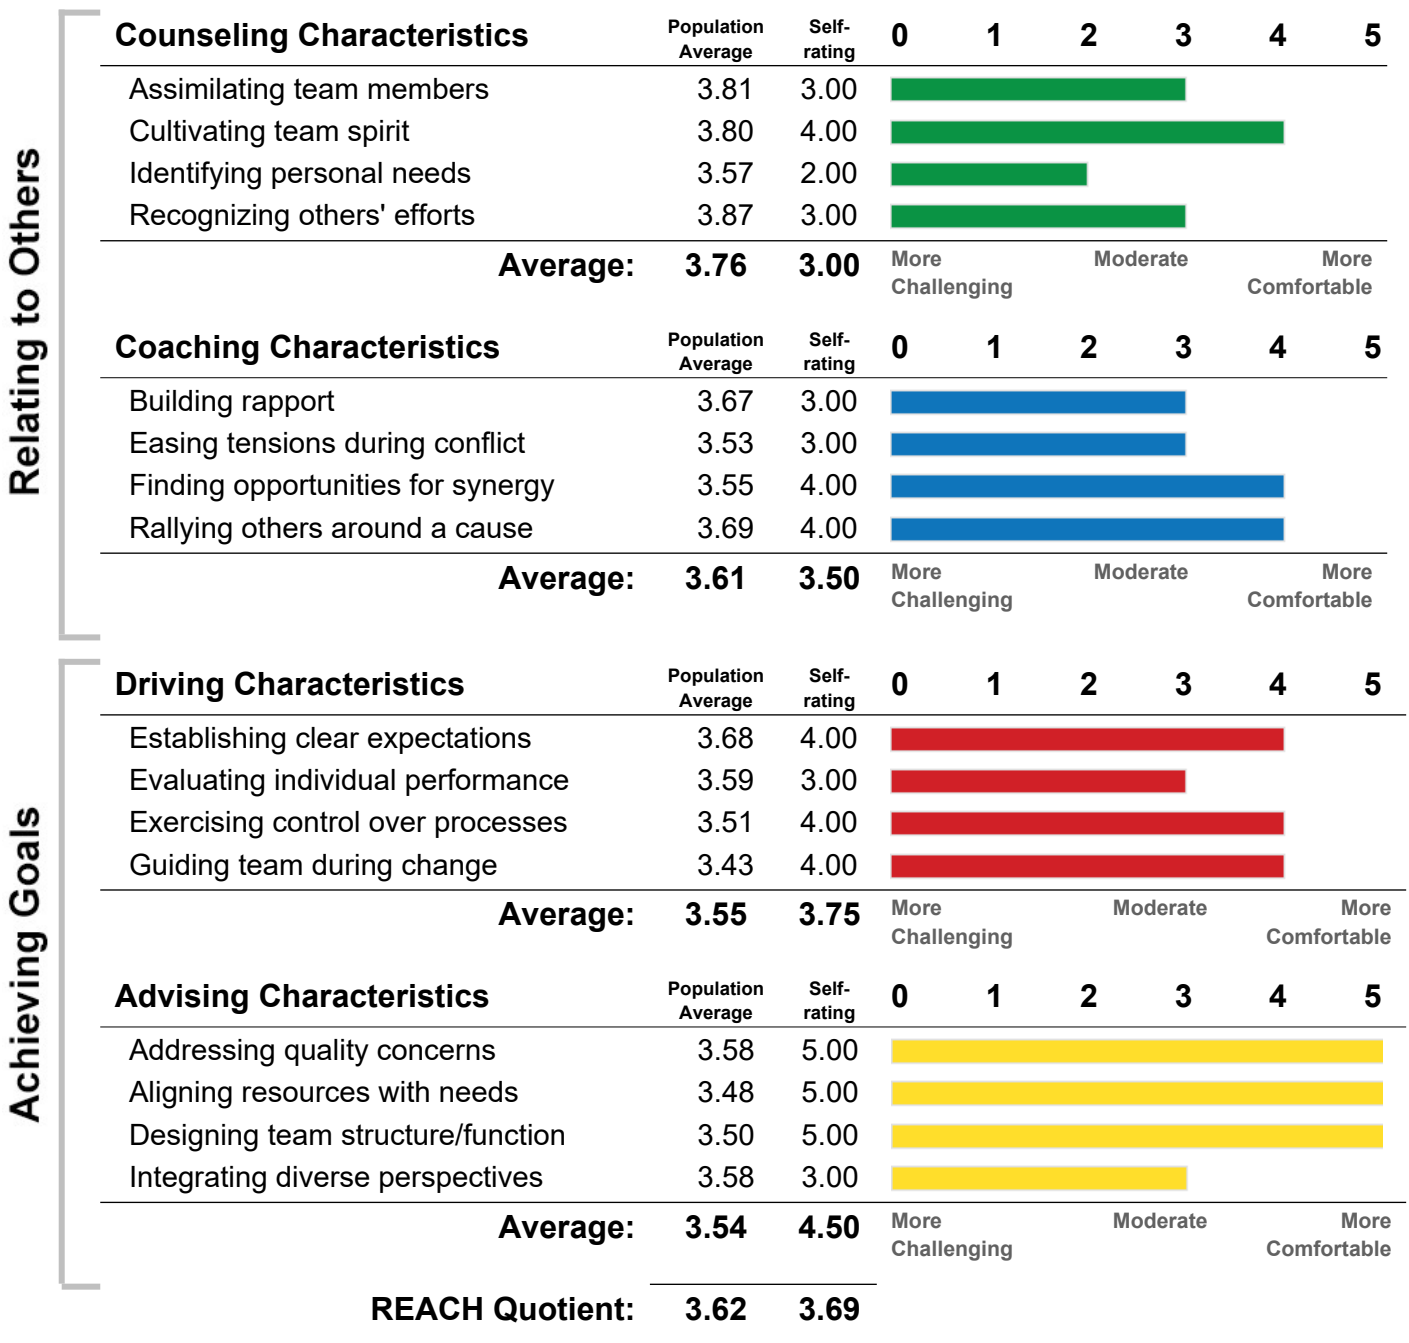 Relating to Others
Counseling Characteristics Population Average Self-rating 0 1 2 3 4 5
Assimilating team members 3.81 3.00
Cultivating team spirit 3.80 4.00
Identifying personal needs 3.57 2.00
Recognizing others' efforts 3.87 3.00
Average: 3.76 3.00 More Challenging Moderate More Comfortable
Coaching Characteristics Population Average Self-rating 0 1 2 3 4 5
Building rapport 3.67 3.00
Easing tensions during conflict 3.53 3.00
Finding opportunities for synergy 3.55 4.00
Rallying others around a cause 3.69 4.00
Average: 3.61 3.50 More Challenging Moderate More Comfortable
Achieving Goals
Driving Characteristics Population Average Self-rating 0 1 2 3 4 5
Establishing clear expectations 3.68 4.00
Evaluating individual performance 3.59 3.00
Exercising control over processes 3.51 4.00
Guiding team during change 3.43 4.00
Average: 3.55 3.75 More Challenging Moderate More Comfortable
Advising Characteristics Population Average Self-rating 0 1 2 3 4 5
Addressing quality concerns 3.58 5.00
Aligning resources with needs 3.48 5.00
Designing team structure/function 3.50 5.00
Integrating diverse perspectives 3.58 3.00
Average: 3.54 4.50 More Challenging Moderate More Comfortable
REACH Quotient: 3.62 3.69